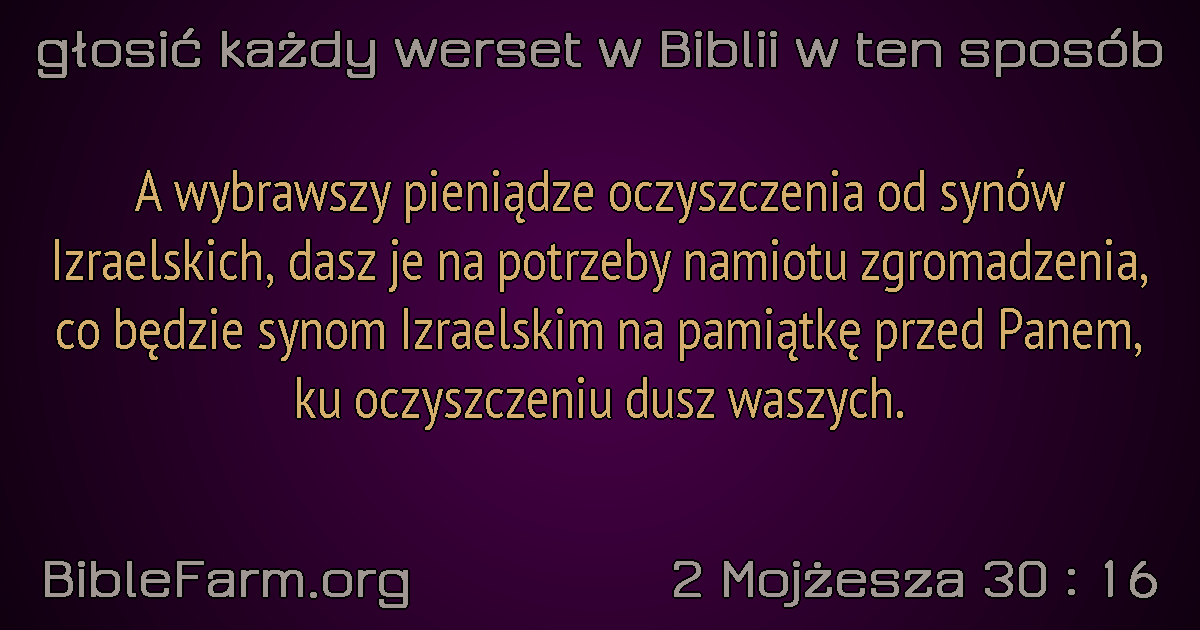 głosić każdy werset w Biblii w ten sposób
A wybrawszy pieniądze oczyszczenia od synów
Izraelskich, dasz je na potrzeby namiotu zgromadzenia,
co będzie synom Izraelskim na pamiątkę przed Panem,
ku oczyszczeniu dusz waszych.
BibleFarm.org
2 Mojżesza 30 : 16